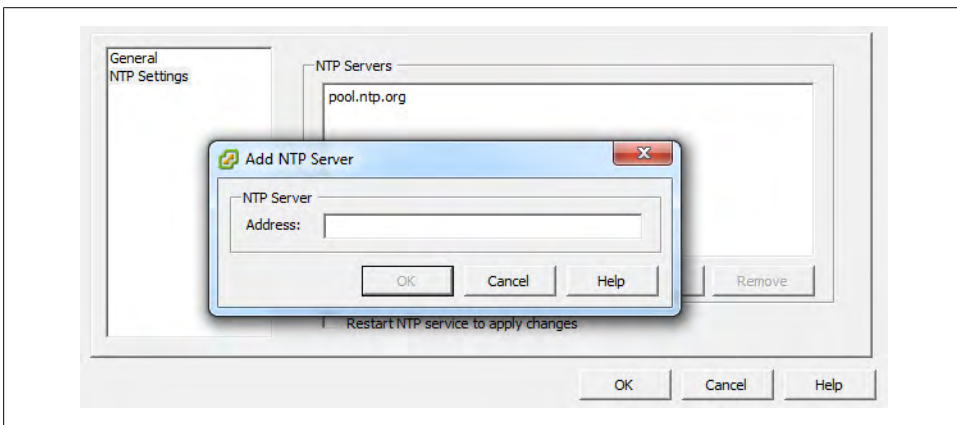 General
NTP Settings
NTP Servers
pool.ntp.org
Add NTP Server
NTP Server
Address:
OK
Cancel
Help
Remove
Restart NTP service to apply changes
OK
Cancel
Help